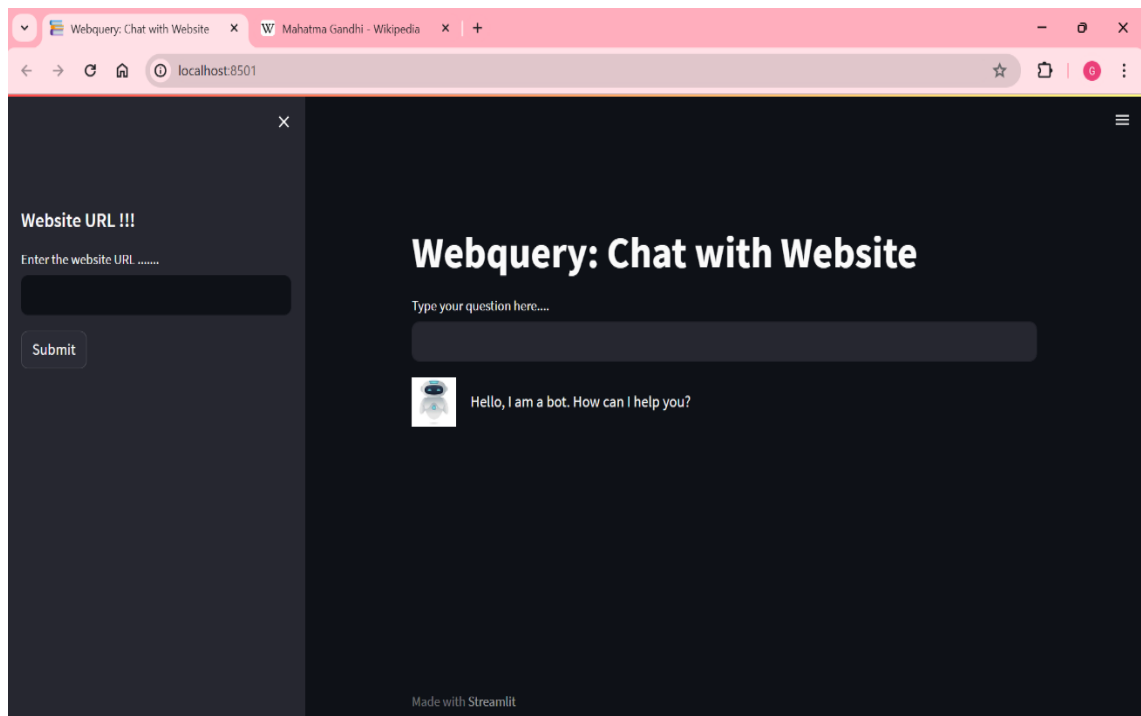 Webquery: Chat with Website
W Mahatma Gandhi - Wikipedia
localhost:8501
G
Website URL !!!
Enter the website URL .......
Submit
Webquery: Chat with Website
Type your question here....
Hello, I am a bot. How can I help you?
Made with Streamlit